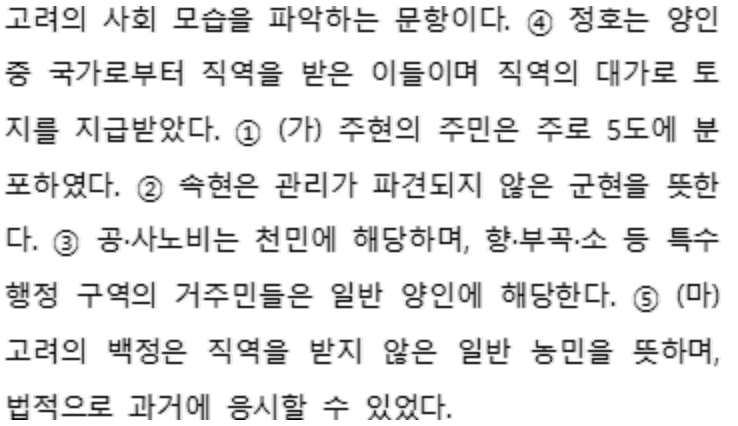 고려의 사회 모습을 파악하는 문항이다. ④ 정호는 양인
중 국가로부터 직역을 받은 이들이며 직역의 대가로 토
지를 지급받았다. ① (가) 주현의 주민은 주로 5도에 분
포하였다. ② 속현은 관리가 파견되지 않은 군현을 뜻한
다. ③ 공·사노비는 천민에 해당하며, 향·부곡·소 등 특수
행정 구역의 거주민들은 일반 양인에 해당한다. ⑤ (마)
고려의 백정은 직역을 받지 않은 일반 농민을 뜻하며,
법적으로 과거에 응시할 수 있었다.